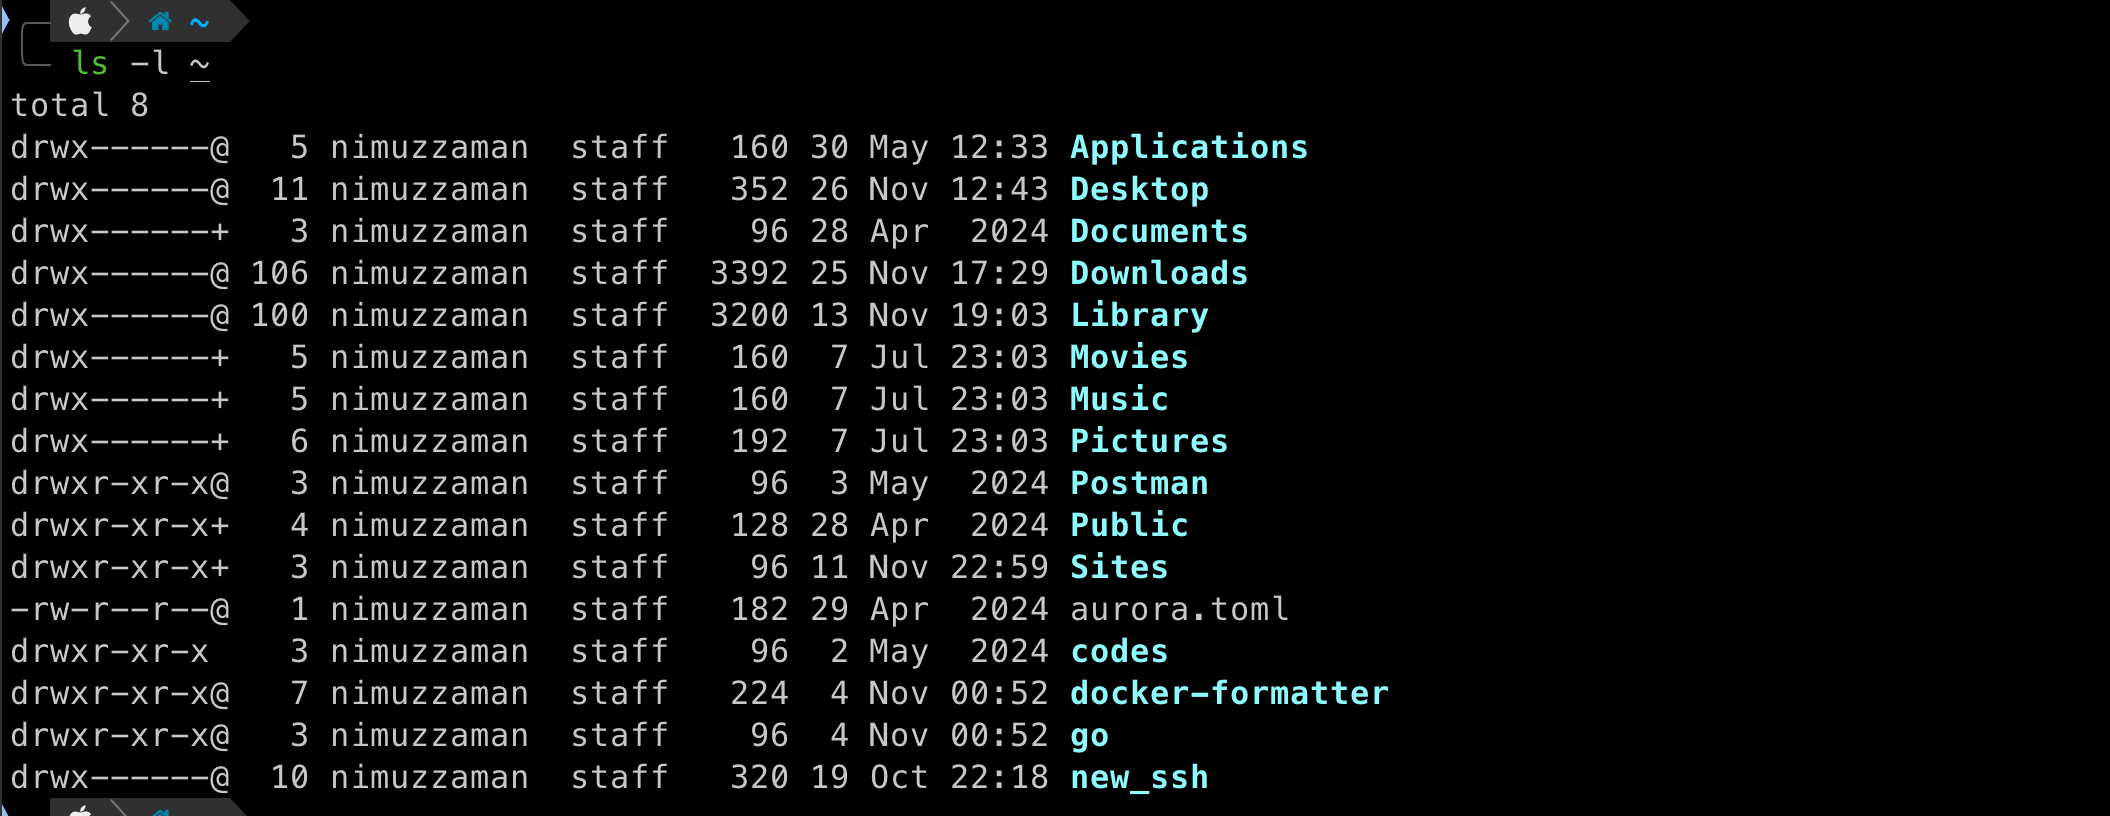 ~
ls -l ~
total 8
drwx------@   5 nimuzzaman  staff   160 30 May 12:33 Applications
drwx------@  11 nimuzzaman  staff   352 26 Nov 12:43 Desktop
drwx------+   3 nimuzzaman  staff    96 28 Apr  2024 Documents
drwx------@ 106 nimuzzaman  staff  3392 25 Nov 17:29 Downloads
drwx------@ 100 nimuzzaman  staff  3200 13 Nov 19:03 Library
drwx------+   5 nimuzzaman  staff   160  7 Jul 23:03 Movies
drwx------+   5 nimuzzaman  staff   160  7 Jul 23:03 Music
drwx------+   6 nimuzzaman  staff   192  7 Jul 23:03 Pictures
drwxr-xr-x@   3 nimuzzaman  staff    96  3 May  2024 Postman
drwxr-xr-x+   4 nimuzzaman  staff   128 28 Apr  2024 Public
drwxr-xr-x+   3 nimuzzaman  staff    96 11 Nov 22:59 Sites
-rw-r--r--@   1 nimuzzaman  staff   182 29 Apr  2024 aurora.toml
drwxr-xr-x    3 nimuzzaman  staff    96  2 May  2024 codes
drwxr-xr-x@   7 nimuzzaman  staff   224  4 Nov 00:52 docker-formatter
drwxr-xr-x@   3 nimuzzaman  staff    96  4 Nov 00:52 go
drwx------@  10 nimuzzaman  staff   320 19 Oct 22:18 new_ssh